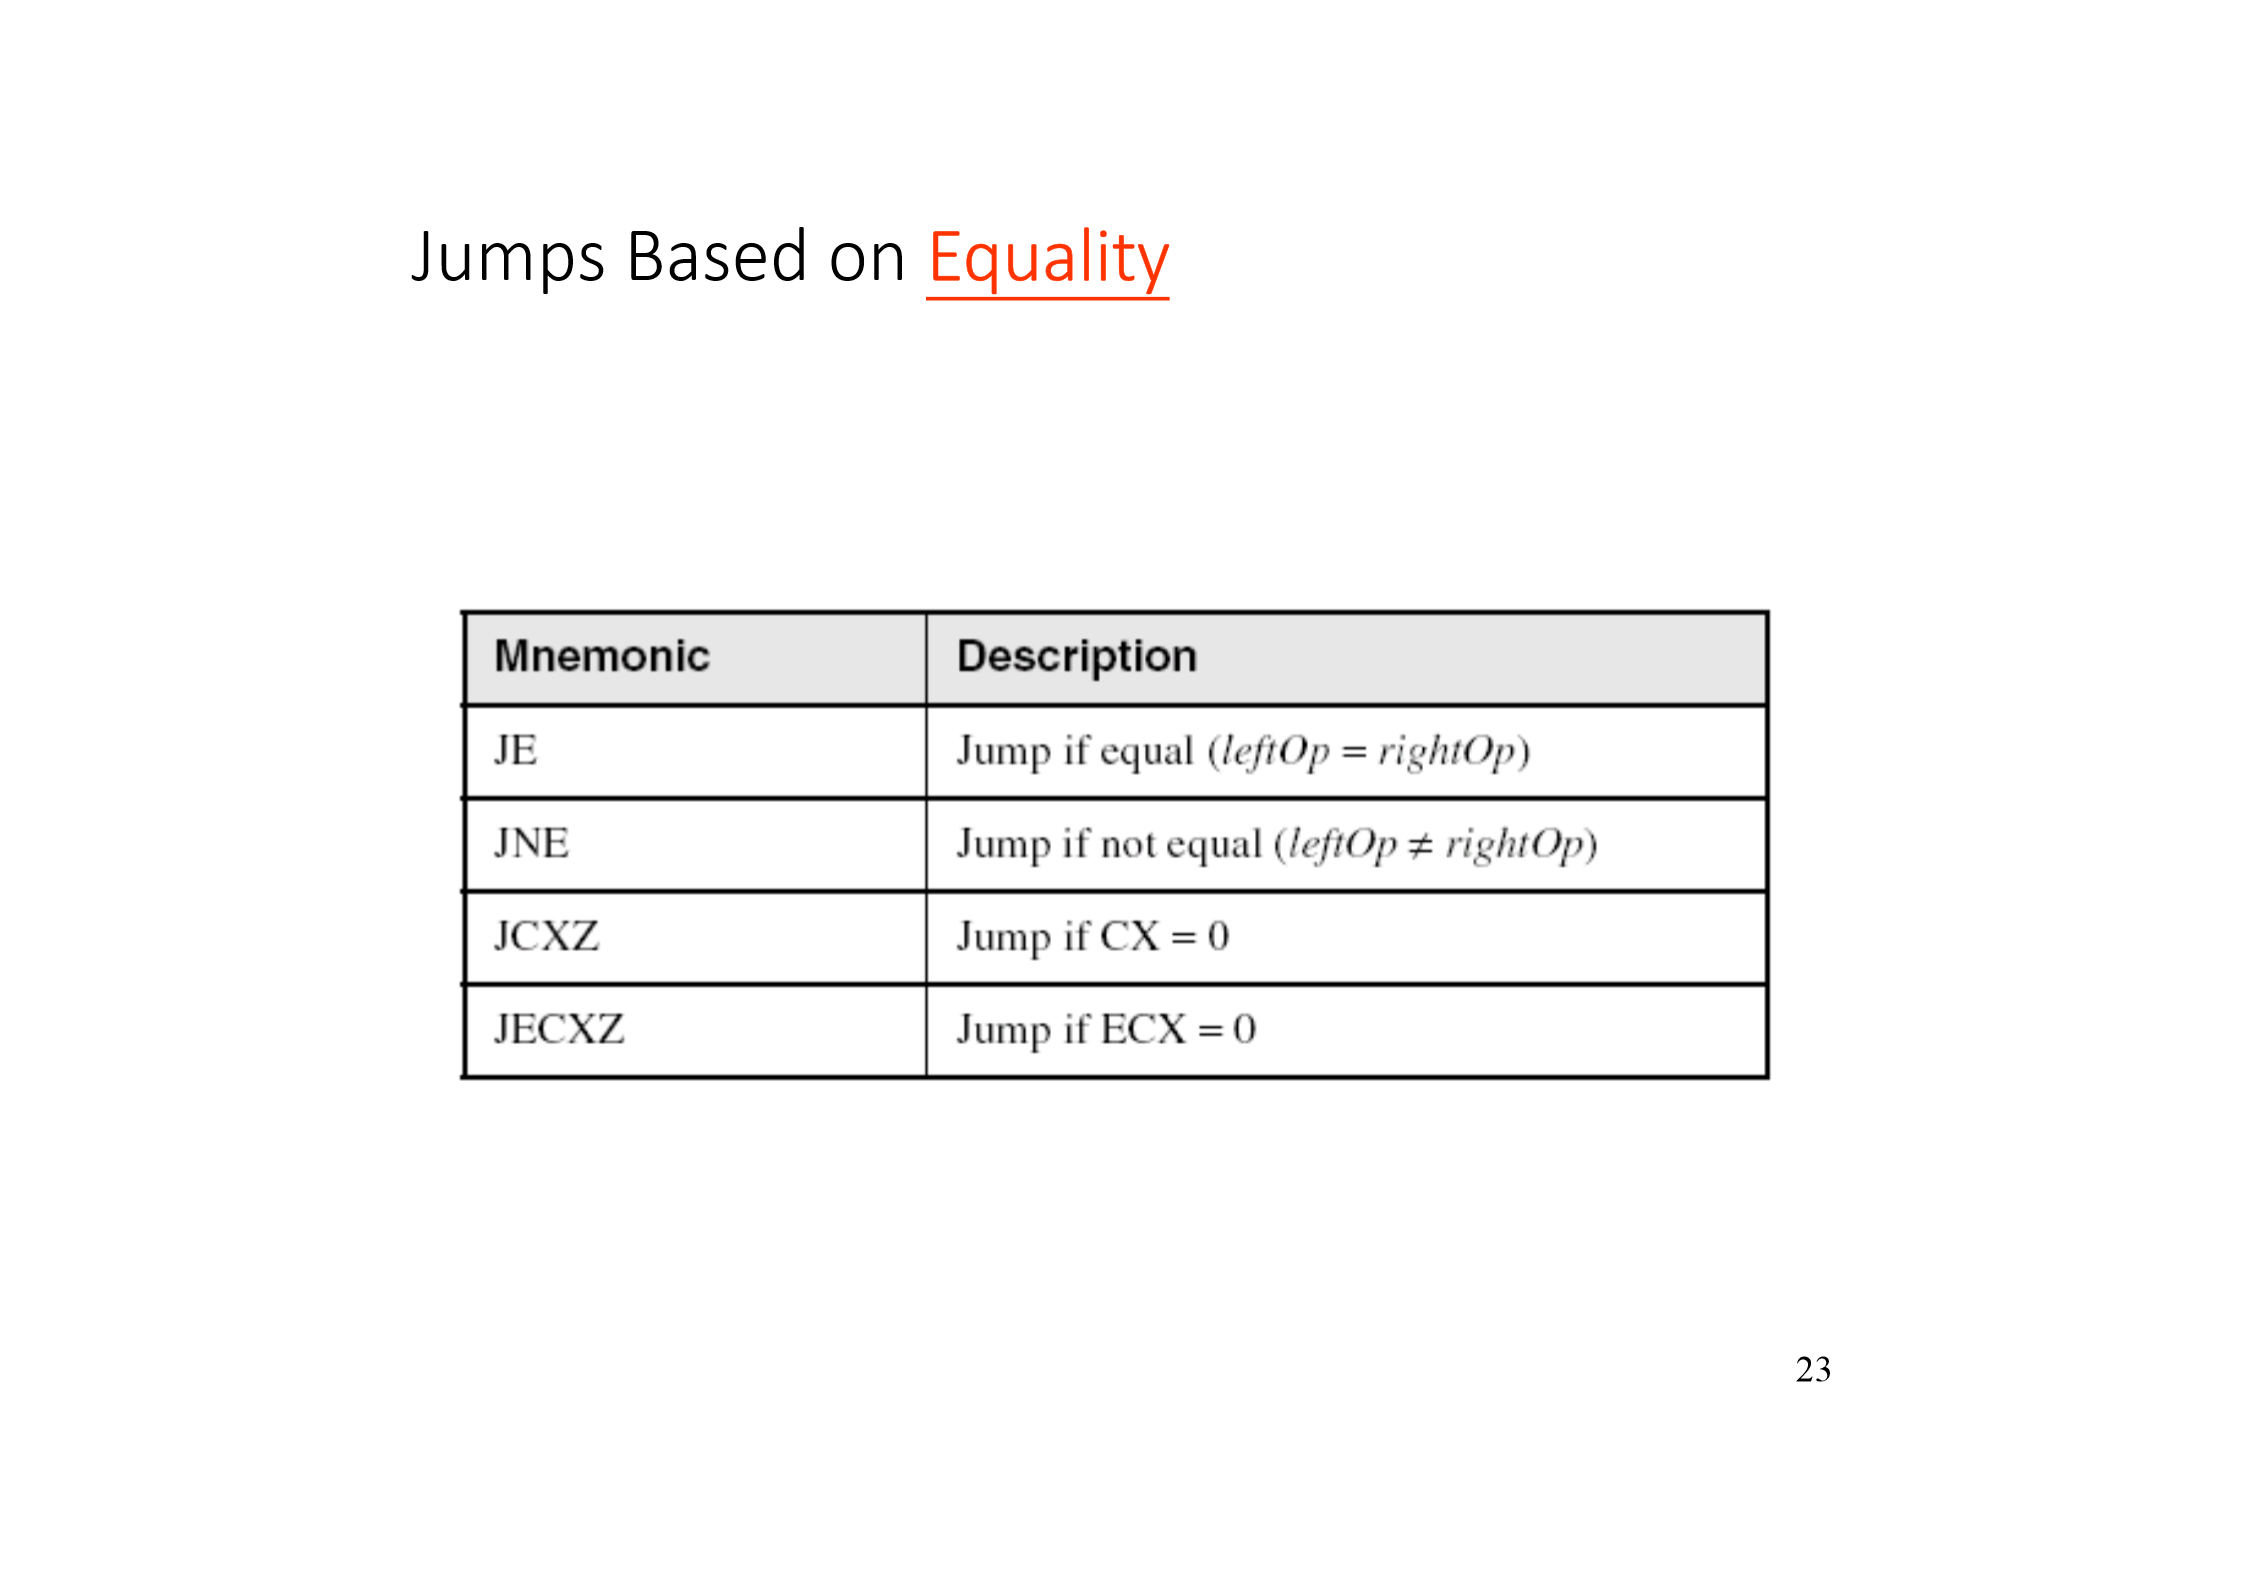 Jumps Based on Equality
Mnemonic Description
JE Jump if equal (leftOp = rightOp)
JNE Jump if not equal (leftOp ≠ rightOp)
JCXZ Jump if CX = 0
JECXZ Jump if ECX = 0
23